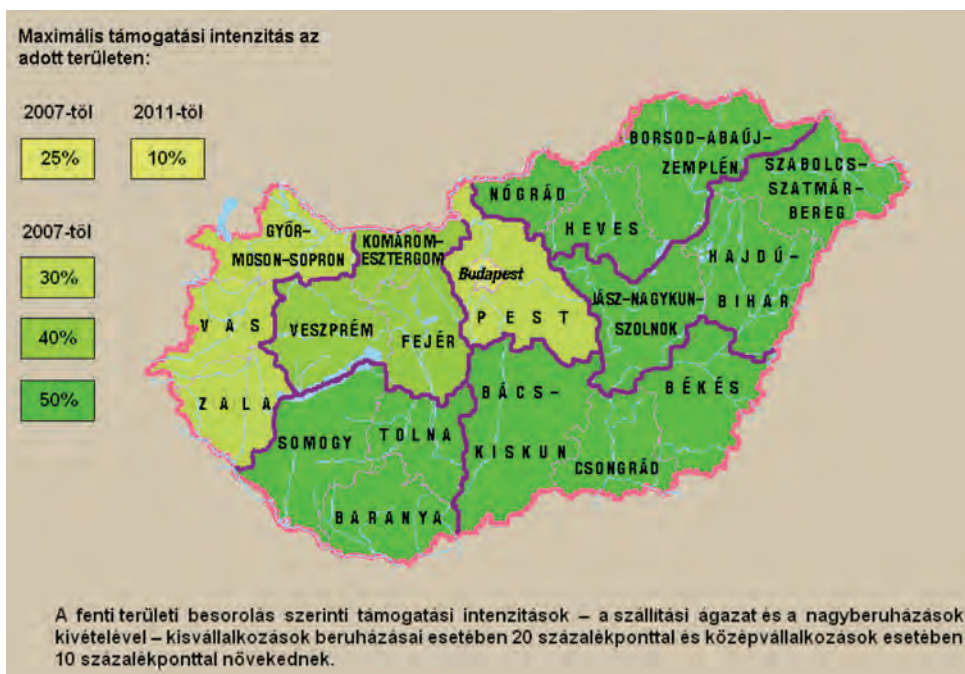 Maximális támogatási intenzitás az
adott területen:
2007-től 2011-től
25% 10%
2007-től
30%
40%
50%
BORSOD–ABAÚJ–
ZEMPLÉN
SZABOLCS–
SZATMÁR–
BEREG
NÓGRÁD
HEVES
GYŐR–
MOSON–SOPRON
KOMÁROM–
ESZTERGOM
HAJDÚ–
BIHAR
Budapest
PEST
JÁSZ–NAGYKUN–
SZOLNOK
VAS
VESZPRÉM
FEJÉR
ZALA
BÁCS–
KISKUN
BÉKÉS
SOMOGY
TOLNA
CSONGRÁD
BARANYA
A fenti területi besorolás szerinti támogatási intenzitások – a szállítási ágazat és a nagyberuházások
kivételével – kisvállalkozások beruházásai esetében 20 százalékponttal és középvállalkozások esetében
10 százalékponttal növekednek.